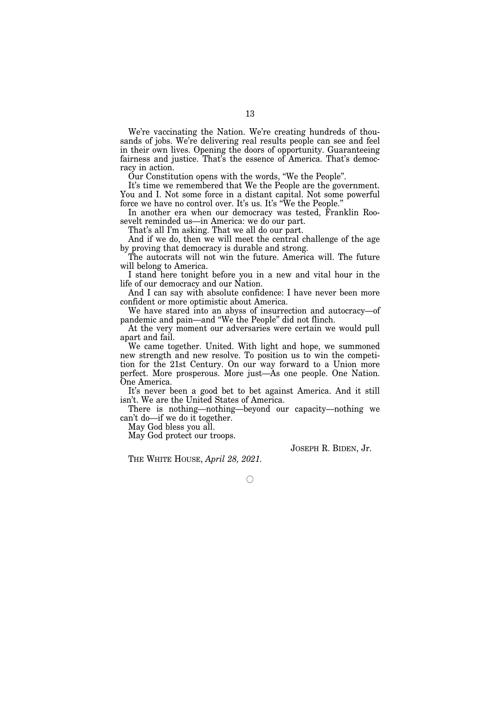 13
We're vaccinating the Nation. We're creating hundreds of thou-
sands of jobs. We're delivering real results people can see and feel
in their own lives. Opening the doors of opportunity. Guaranteeing
fairness and justice. That's the essence of America. That's democ-
racy in action.
Our Constitution opens with the words, "We the People".
It's time we remembered that We the People are the government.
You and I. Not some force in a distant capital. Not some powerful
force we have no control over. It's us. It's "We the People."
In another era when our democracy was tested, Franklin Roo-
sevelt reminded us—in America: we do our part.
That's all I'm asking. That we all do our part.
And if we do, then we will meet the central challenge of the age
by proving that democracy is durable and strong.
The autocrats will not win the future. America will. The future
will belong to America.
I stand here tonight before you in a new and vital hour in the
life of our democracy and our Nation.
And I can say with absolute confidence: I have never been more
confident or more optimistic about America.
We have stared into an abyss of insurrection and autocracy—of
pandemic and pain—and "We the People" did not flinch.
At the very moment our adversaries were certain we would pull
apart and fail.
We came together. United. With light and hope, we summoned
new strength and new resolve. To position us to win the competi-
tion for the 21st Century. On our way forward to a Union more
perfect. More prosperous. More just—As one people. One Nation.
One America.
It's never been a good bet to bet against America. And it still
isn't. We are the United States of America.
There is nothing—nothing—beyond our capacity—nothing we
can't do—if we do it together.
May God bless you all.
May God protect our troops.
JOSEPH R. BIDEN, Jr.
THE WHITE HOUSE, April 28, 2021.